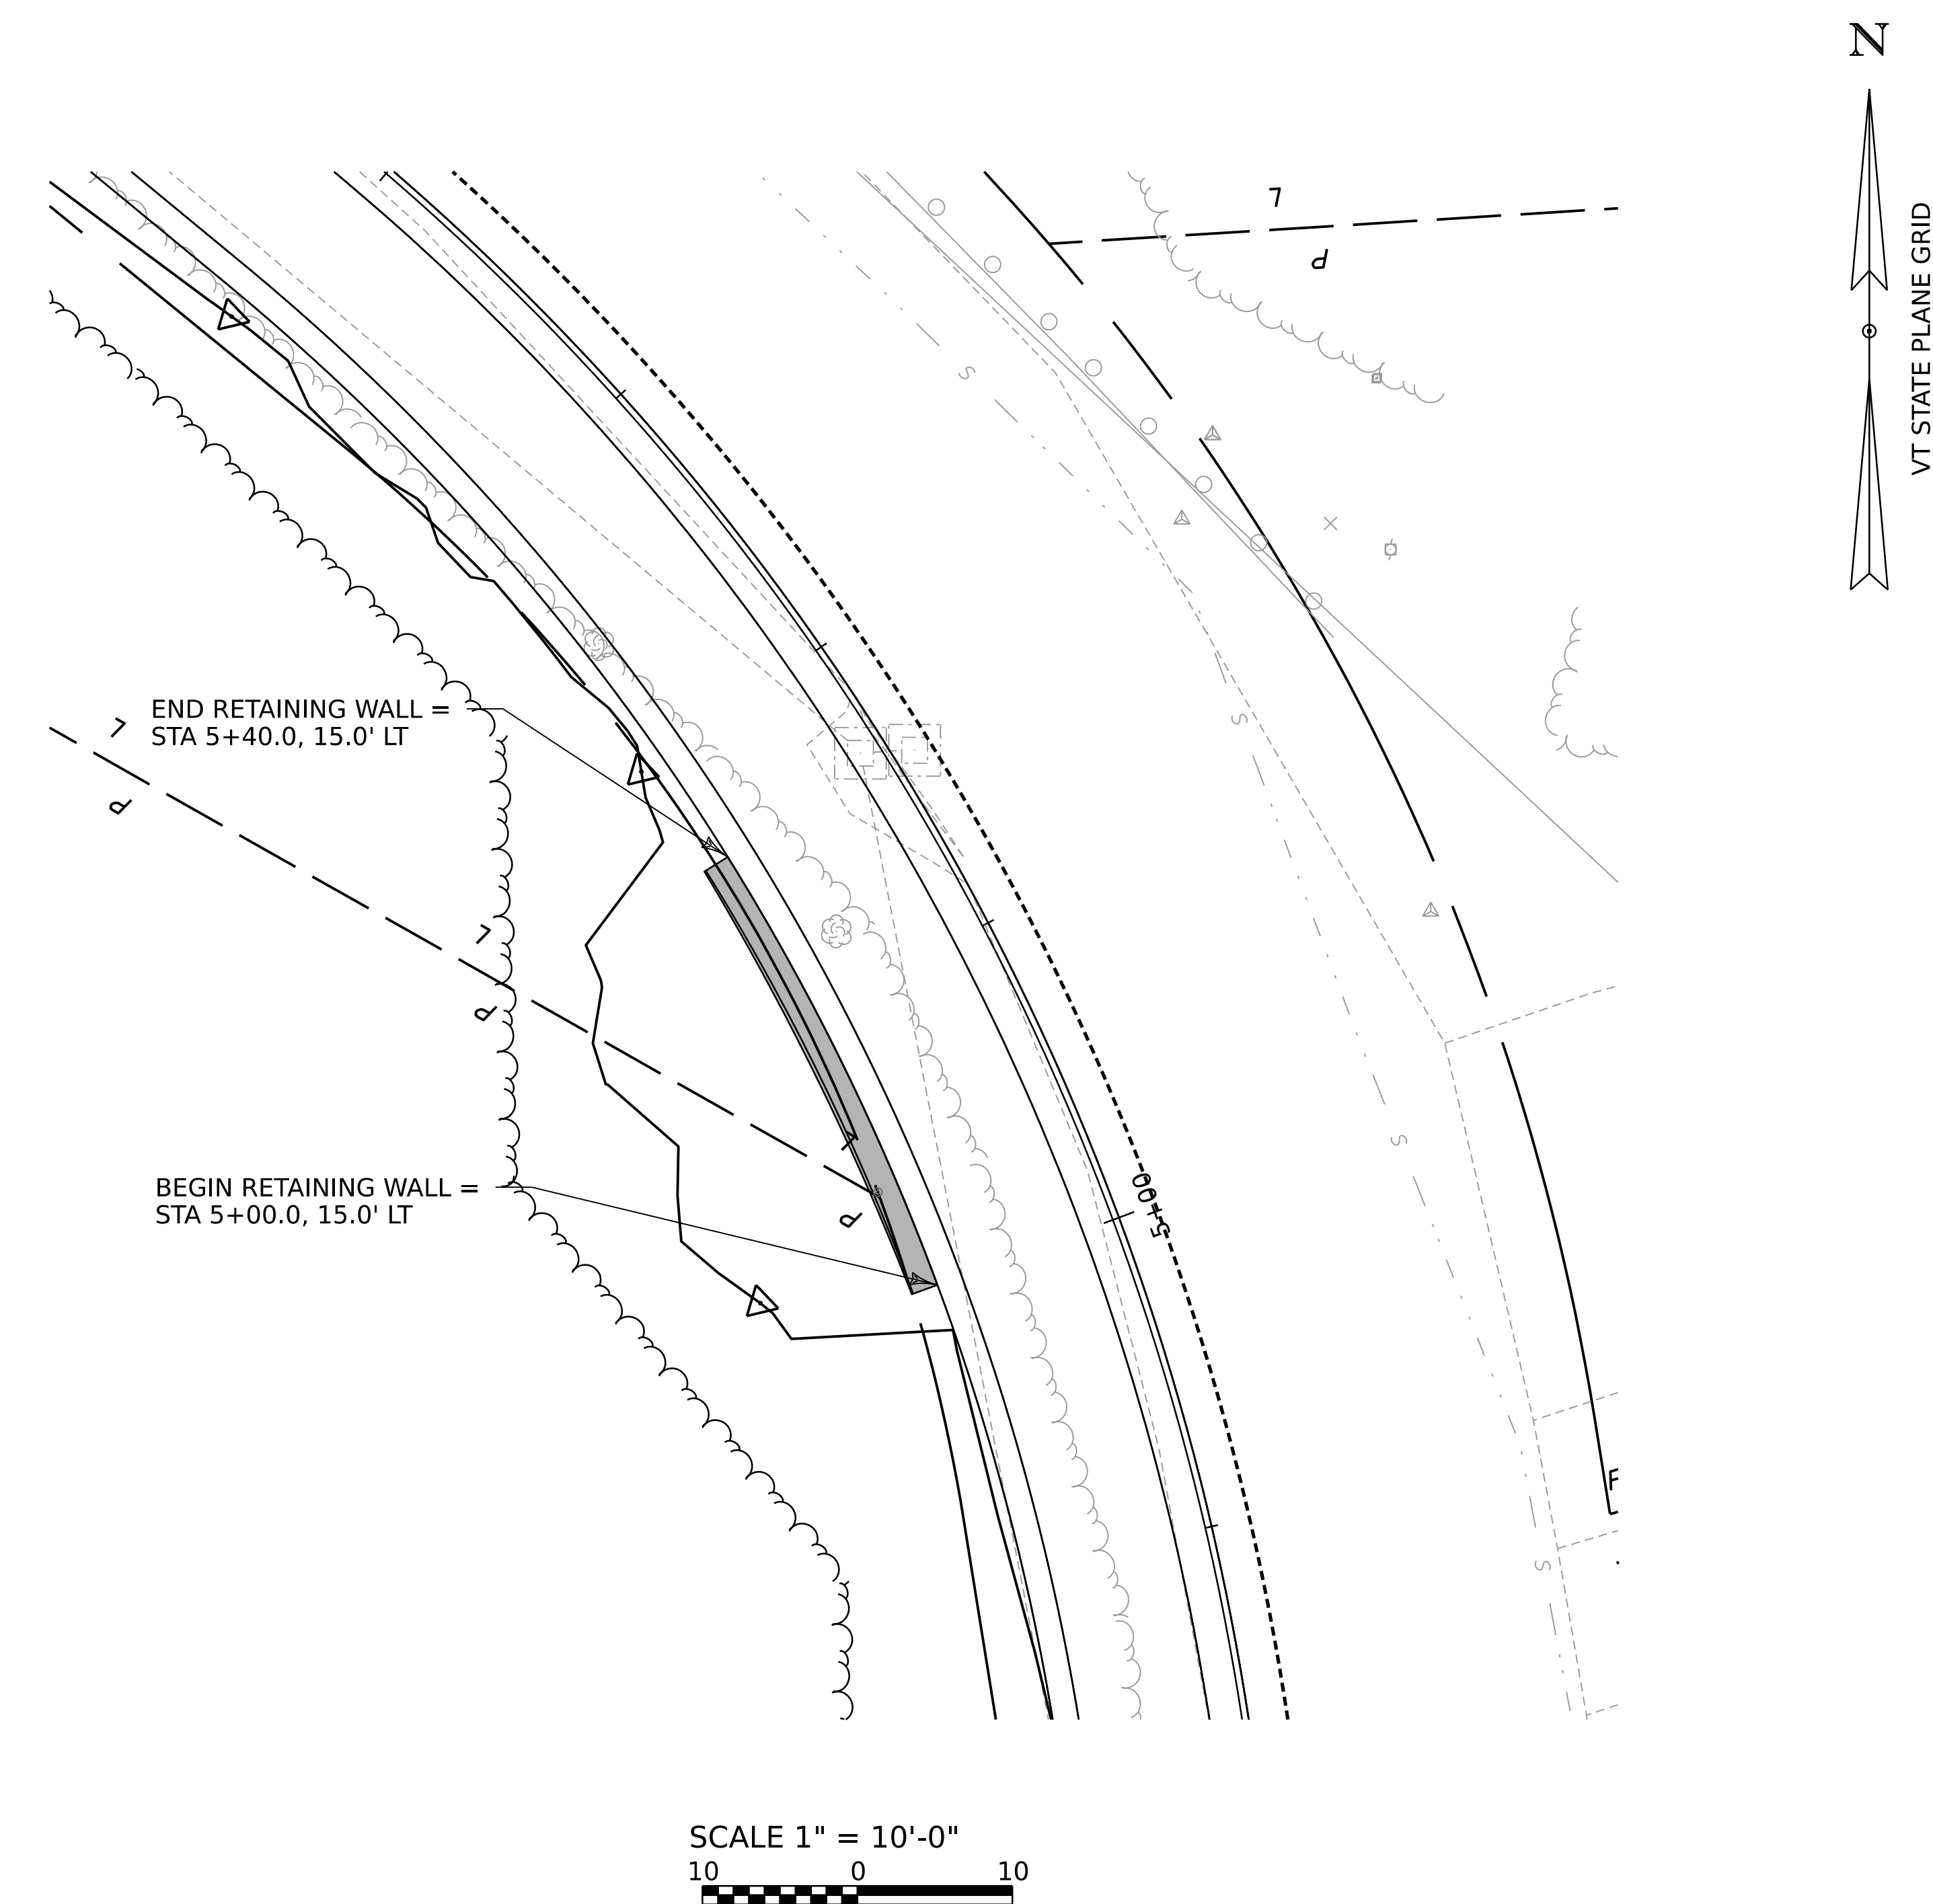 N
VT STATE PLANE GRID
S
END RETAINING WALL =
STA 5+40.0, 15.0' LT
S
S
BEGIN RETAINING WALL =
STA 5+00.0, 15.0' LT
5+00
S
SCALE 1" = 10'-0"
10 0 10